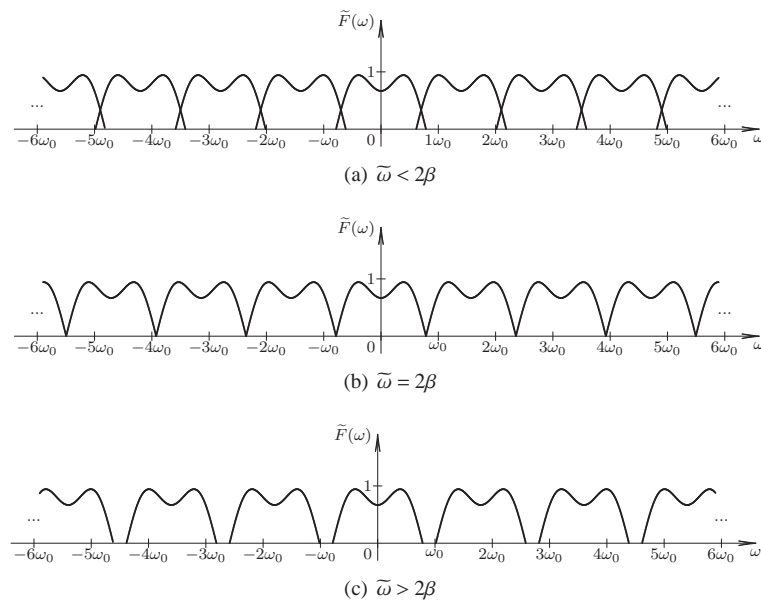 F̃(ω)
1
... ...
−6ω₀ −5ω₀ −4ω₀ −3ω₀ −2ω₀ −ω₀ 0 1ω₀ 2ω₀ 3ω₀ 4ω₀ 5ω₀ 6ω₀ ω
(a) ω̃ < 2β
F̃(ω)
1
... ...
−6ω₀ −5ω₀ −4ω₀ −3ω₀ −2ω₀ −ω₀ 0 ω₀ 2ω₀ 3ω₀ 4ω₀ 5ω₀ 6ω₀ ω
(b) ω̃ = 2β
F̃(ω)
1
... ...
−6ω₀ −5ω₀ −4ω₀ −3ω₀ −2ω₀ −ω₀ 0 ω₀ 2ω₀ 3ω₀ 4ω₀ 5ω₀ 6ω₀ ω
(c) ω̃ > 2β